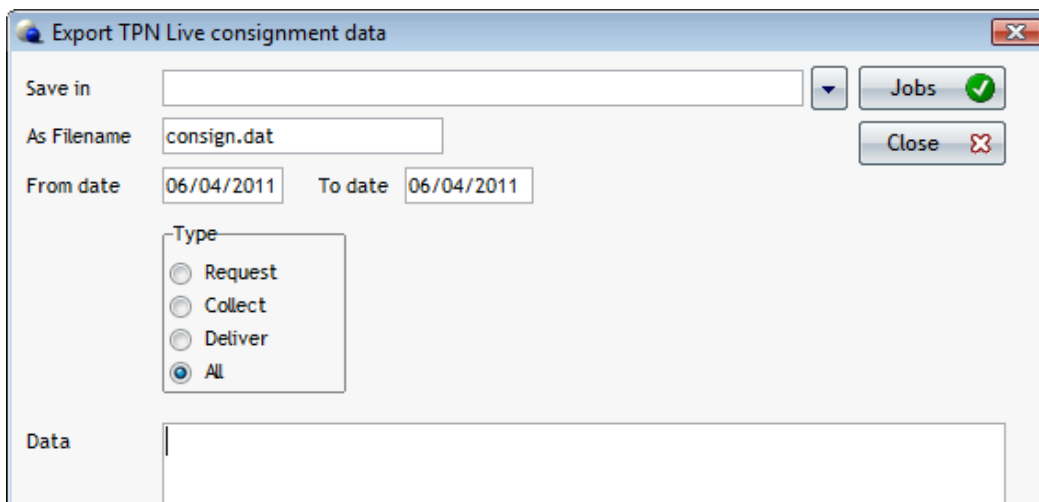 Export TPN Live consignment data
Save in
Jobs
As Filename consign.dat
Close
From date 06/04/2011 To date 06/04/2011
Type
Request
Collect
Deliver
All
Data